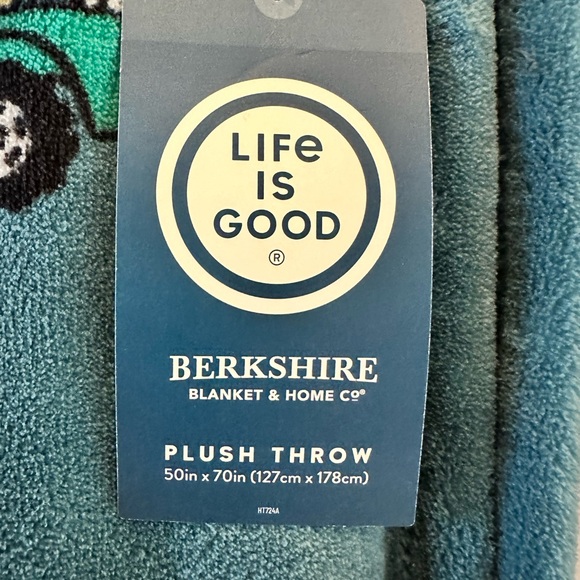 LIFe
IS
GOOD
®
BERKSHIRE
BLANKET & HOME Cº®
PLUSH THROW
50in x 70in (127cm x 178cm)
HT724A